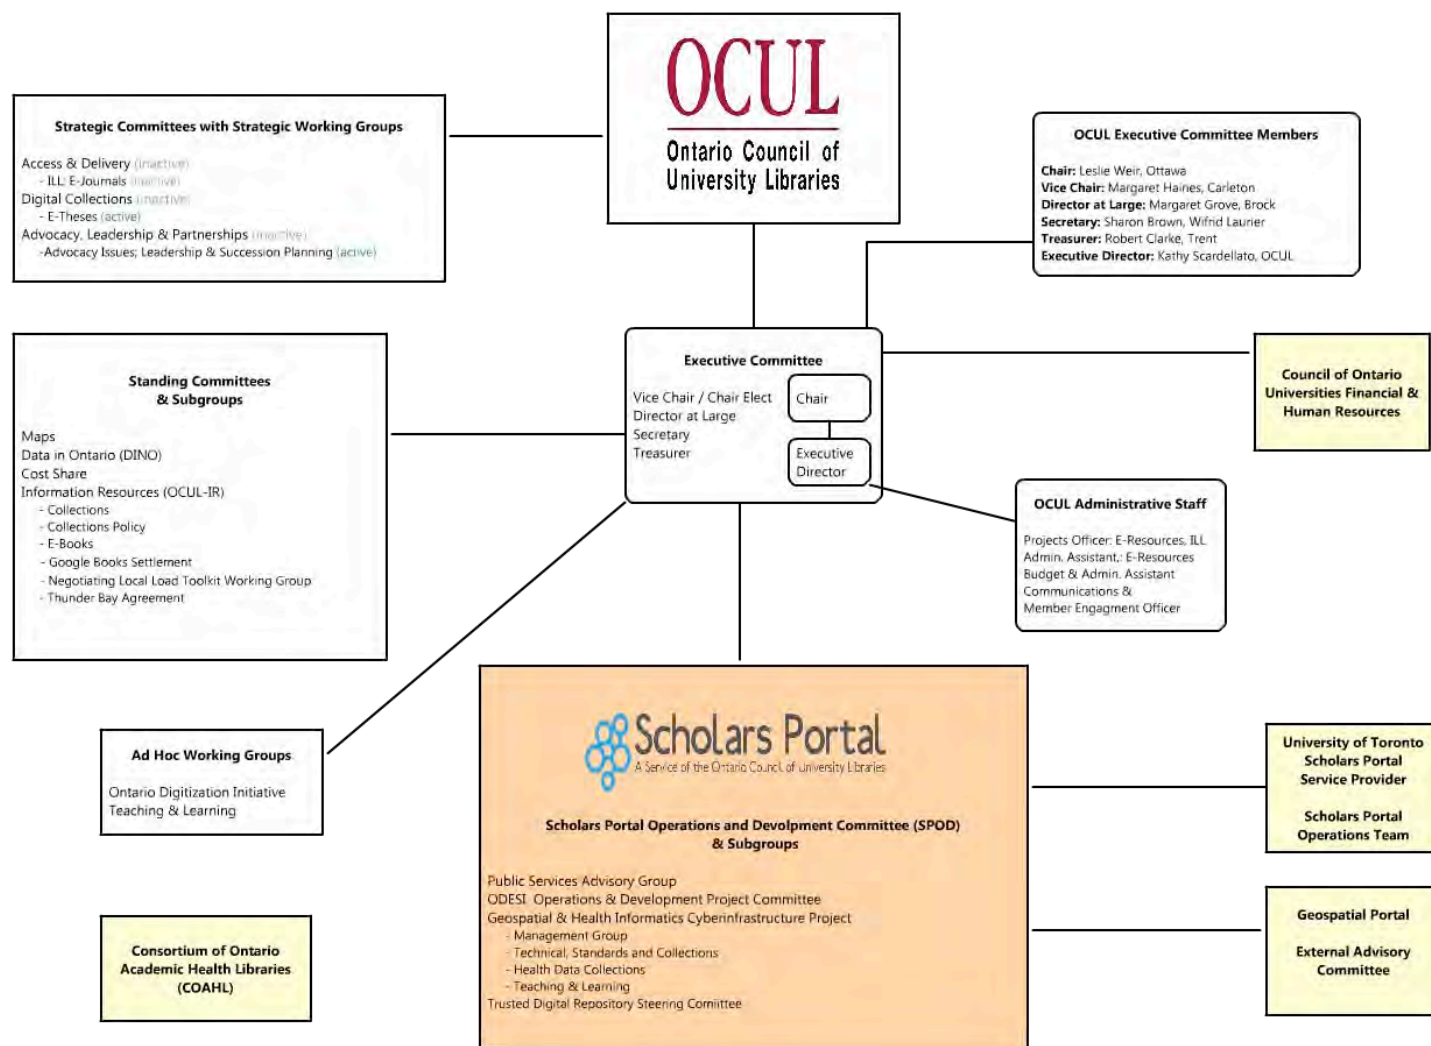 OCUL
Ontario Council of
University Libraries
Strategic Committees with Strategic Working Groups
Access & Delivery (inactive)
- ILL; E-Journals (inactive)
Digital Collections (inactive)
- E-Theses (active)
Advocacy, Leadership & Partnerships (inactive)
-Advocacy Issues; Leadership & Succession Planning (active)
OCUL Executive Committee Members
Chair: Leslie Weir, Ottawa
Vice Chair: Margaret Haines, Carleton
Director at Large: Margaret Grove, Brock
Secretary: Sharon Brown, Wifrid Laurier
Treasurer: Robert Clarke, Trent
Executive Director: Kathy Scardellato, OCUL
Standing Committees
& Subgroups
Maps
Data in Ontario (DINO)
Cost Share
Information Resources (OCUL-IR)
- Collections
- Collections Policy
- E-Books
- Google Books Settlement
- Negotiating Local Load Toolkit Working Group
- Thunder Bay Agreement
Executive Committee
Vice Chair / Chair Elect
Director at Large
Secretary
Treasurer
Chair
Executive
Director
Council of Ontario
Universities Financial &
Human Resources
OCUL Administrative Staff
Projects Officer: E-Resources, ILL
Admin. Assistant,: E-Resources
Budget & Admin. Assistant
Communications &
Member Engagment Officer
Ad Hoc Working Groups
Ontario Digitization Initiative
Teaching & Learning
Scholars Portal
A Service of the Ontario Council of University Libraries
Scholars Portal Operations and Devolpment Committee (SPOD)
& Subgroups
Public Services Advisory Group
ODESI Operations & Development Project Committee
Geospatial & Health Informatics Cyberinfrastructure Project
- Management Group
- Technical, Standards and Collections
- Health Data Collections
- Teaching & Learning
Trusted Digital Repository Steering Comiittee
University of Toronto
Scholars Portal
Service Provider
Scholars Portal
Operations Team
Geospatial Portal
External Advisory
Committee
Consortium of Ontario
Academic Health Libraries
(COAHL)